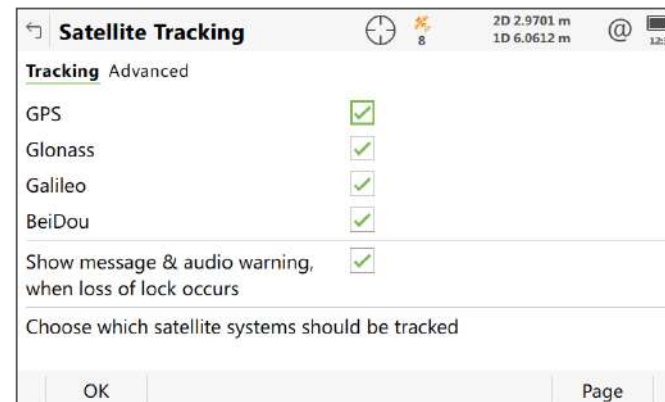 Satellite Tracking
8
2D 2.9701 m
1D 6.0612 m
@
Tracking Advanced
GPS
Glonass
Galileo
BeiDou
Show message & audio warning,
when loss of lock occurs
Choose which satellite systems should be tracked
OK
Page